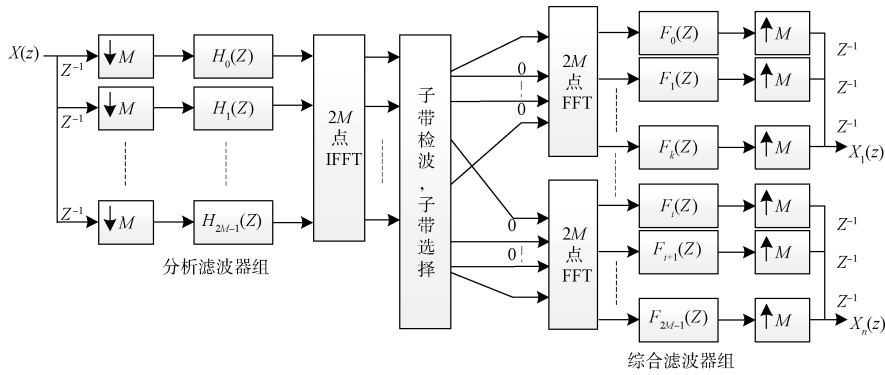 X(z)
Z⁻¹
M
H₀(Z)
Z⁻¹
M
H₁(Z)
Z⁻¹
M
H₂M₋₁(Z)
分析滤波器组
2M
点
IFFT
子带检波，子带选择
0
0
0
0
2M
点
FFT
F₀(Z)
M
Z⁻¹
F₁(Z)
M
Z⁻¹
Fₖ(Z)
M
Z⁻¹
X₁(z)
2M
点
FFT
Fᵢ(Z)
M
Z⁻¹
Fᵢ₊₁(Z)
M
Z⁻¹
F₂M₋₁(Z)
M
Z⁻¹
Xₙ(z)
综合滤波器组